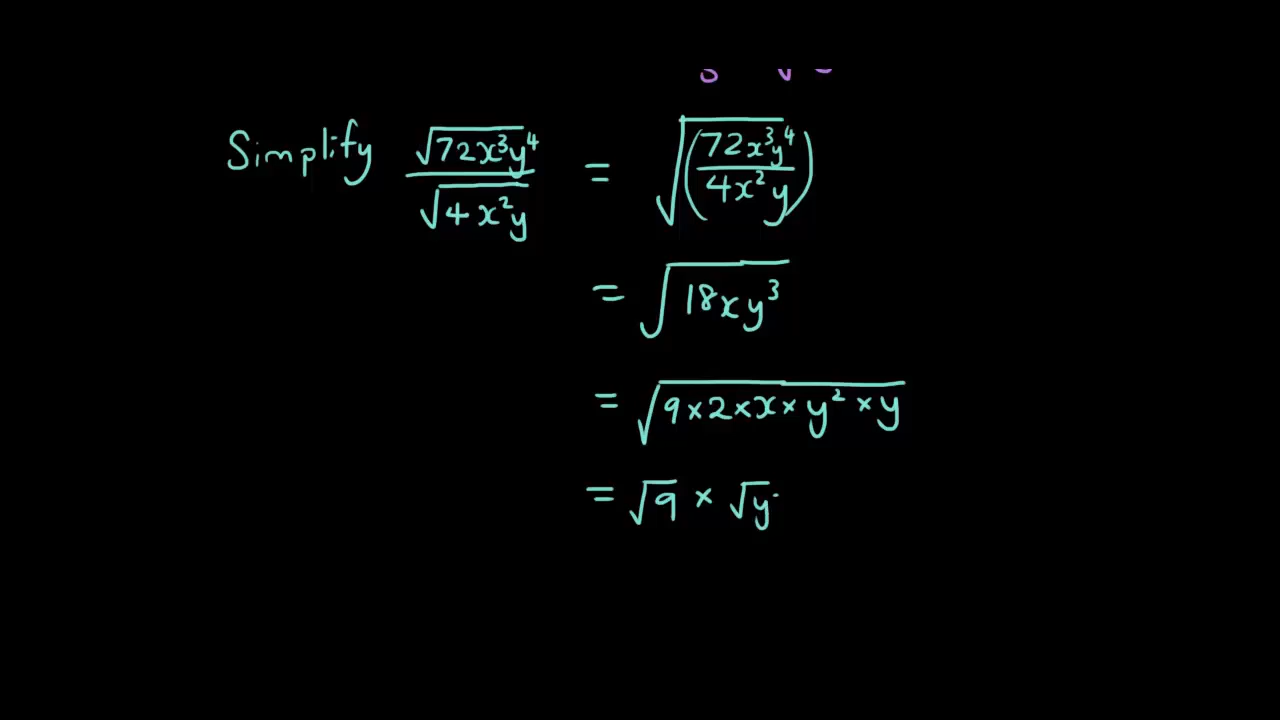 Simplify √(72x³y⁴)/√(4x²y) = √(72x³y⁴/4x²y)
= √(18xy³)
= √(9×2×x×y²×y)
= √9 × √y